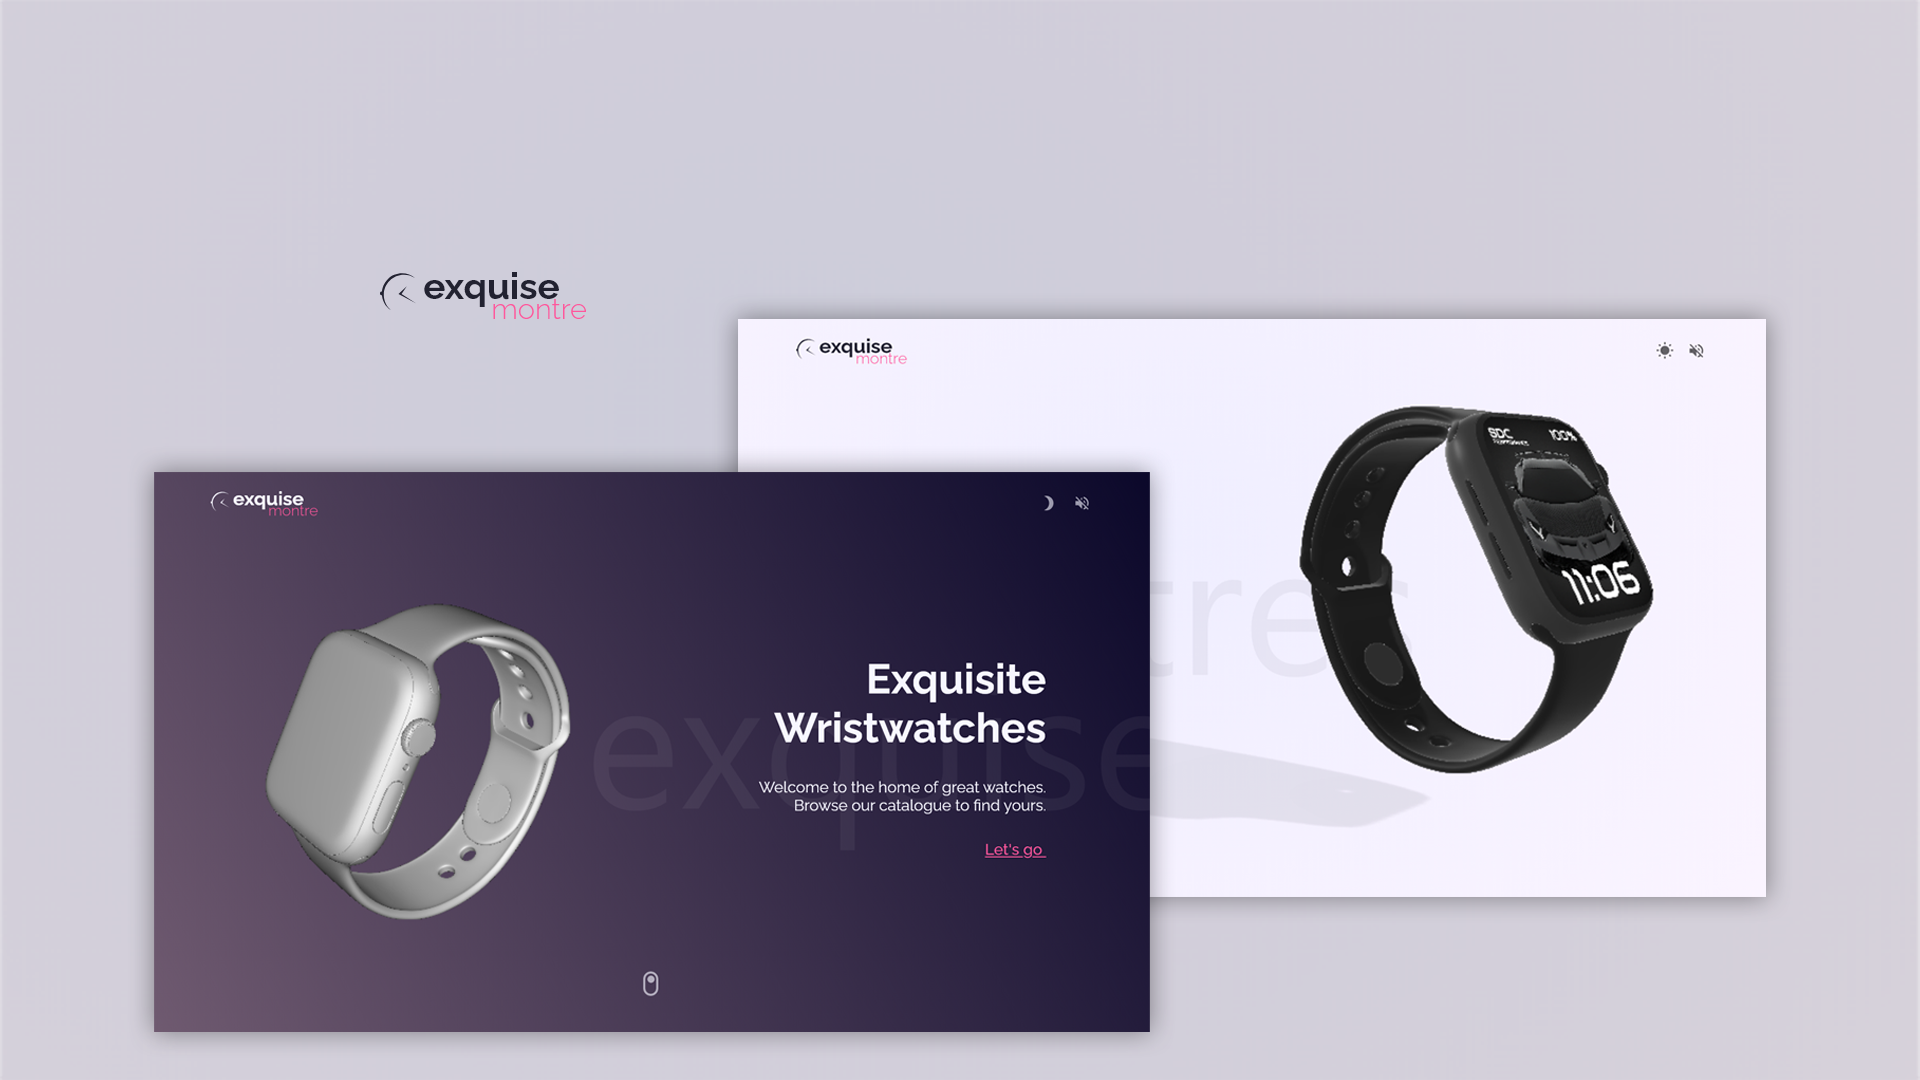 exquise
montre
exquise
montre
SDC
100%
11:06
tres
exquise
montre
Exquisite
Wristwatches
exquise
Welcome to the home of great watches.
Browse our catalogue to find yours.
Let's go